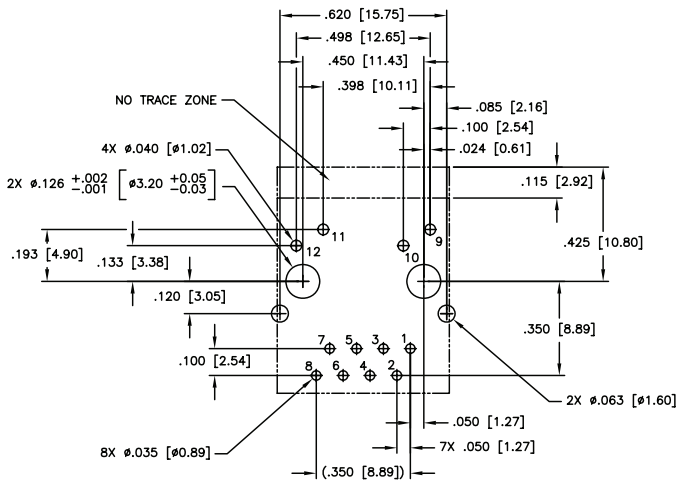 .620 [15.75]
.498 [12.65]
.450 [11.43]
.398 [10.11]
NO TRACE ZONE
.085 [2.16]
.100 [2.54]
4X ø.040 [ø1.02]
.024 [0.61]
2X ø.126 +.002 -.001 [ø3.20 +0.05 -0.03]
.115 [2.92]
11
9
12
10
.193 [4.90]
.133 [3.38]
.425 [10.80]
.120 [3.05]
.350 [8.89]
7 5 3 1
.100 [2.54]
8 6 4 2
2X ø.063 [ø1.60]
.050 [1.27]
8X ø.035 [ø0.89]
7X .050 [1.27]
(.350 [8.89])